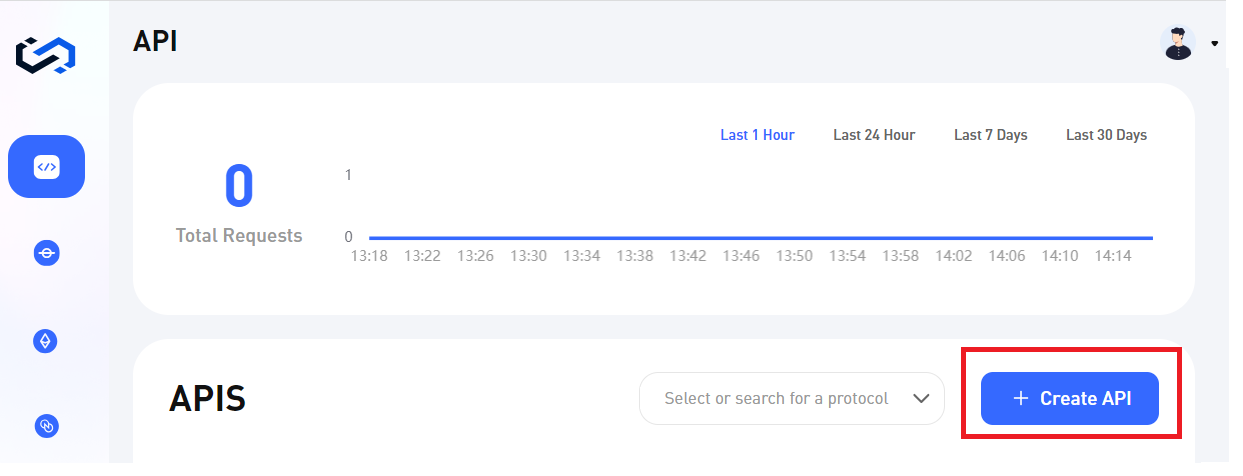 API
Last 1 Hour Last 24 Hour Last 7 Days Last 30 Days
0
Total Requests
1
0
13:18 13:22 13:26 13:30 13:34 13:38 13:42 13:46 13:50 13:54 13:58 14:02 14:06 14:10 14:14
APIS
Select or search for a protocol
+ Create API